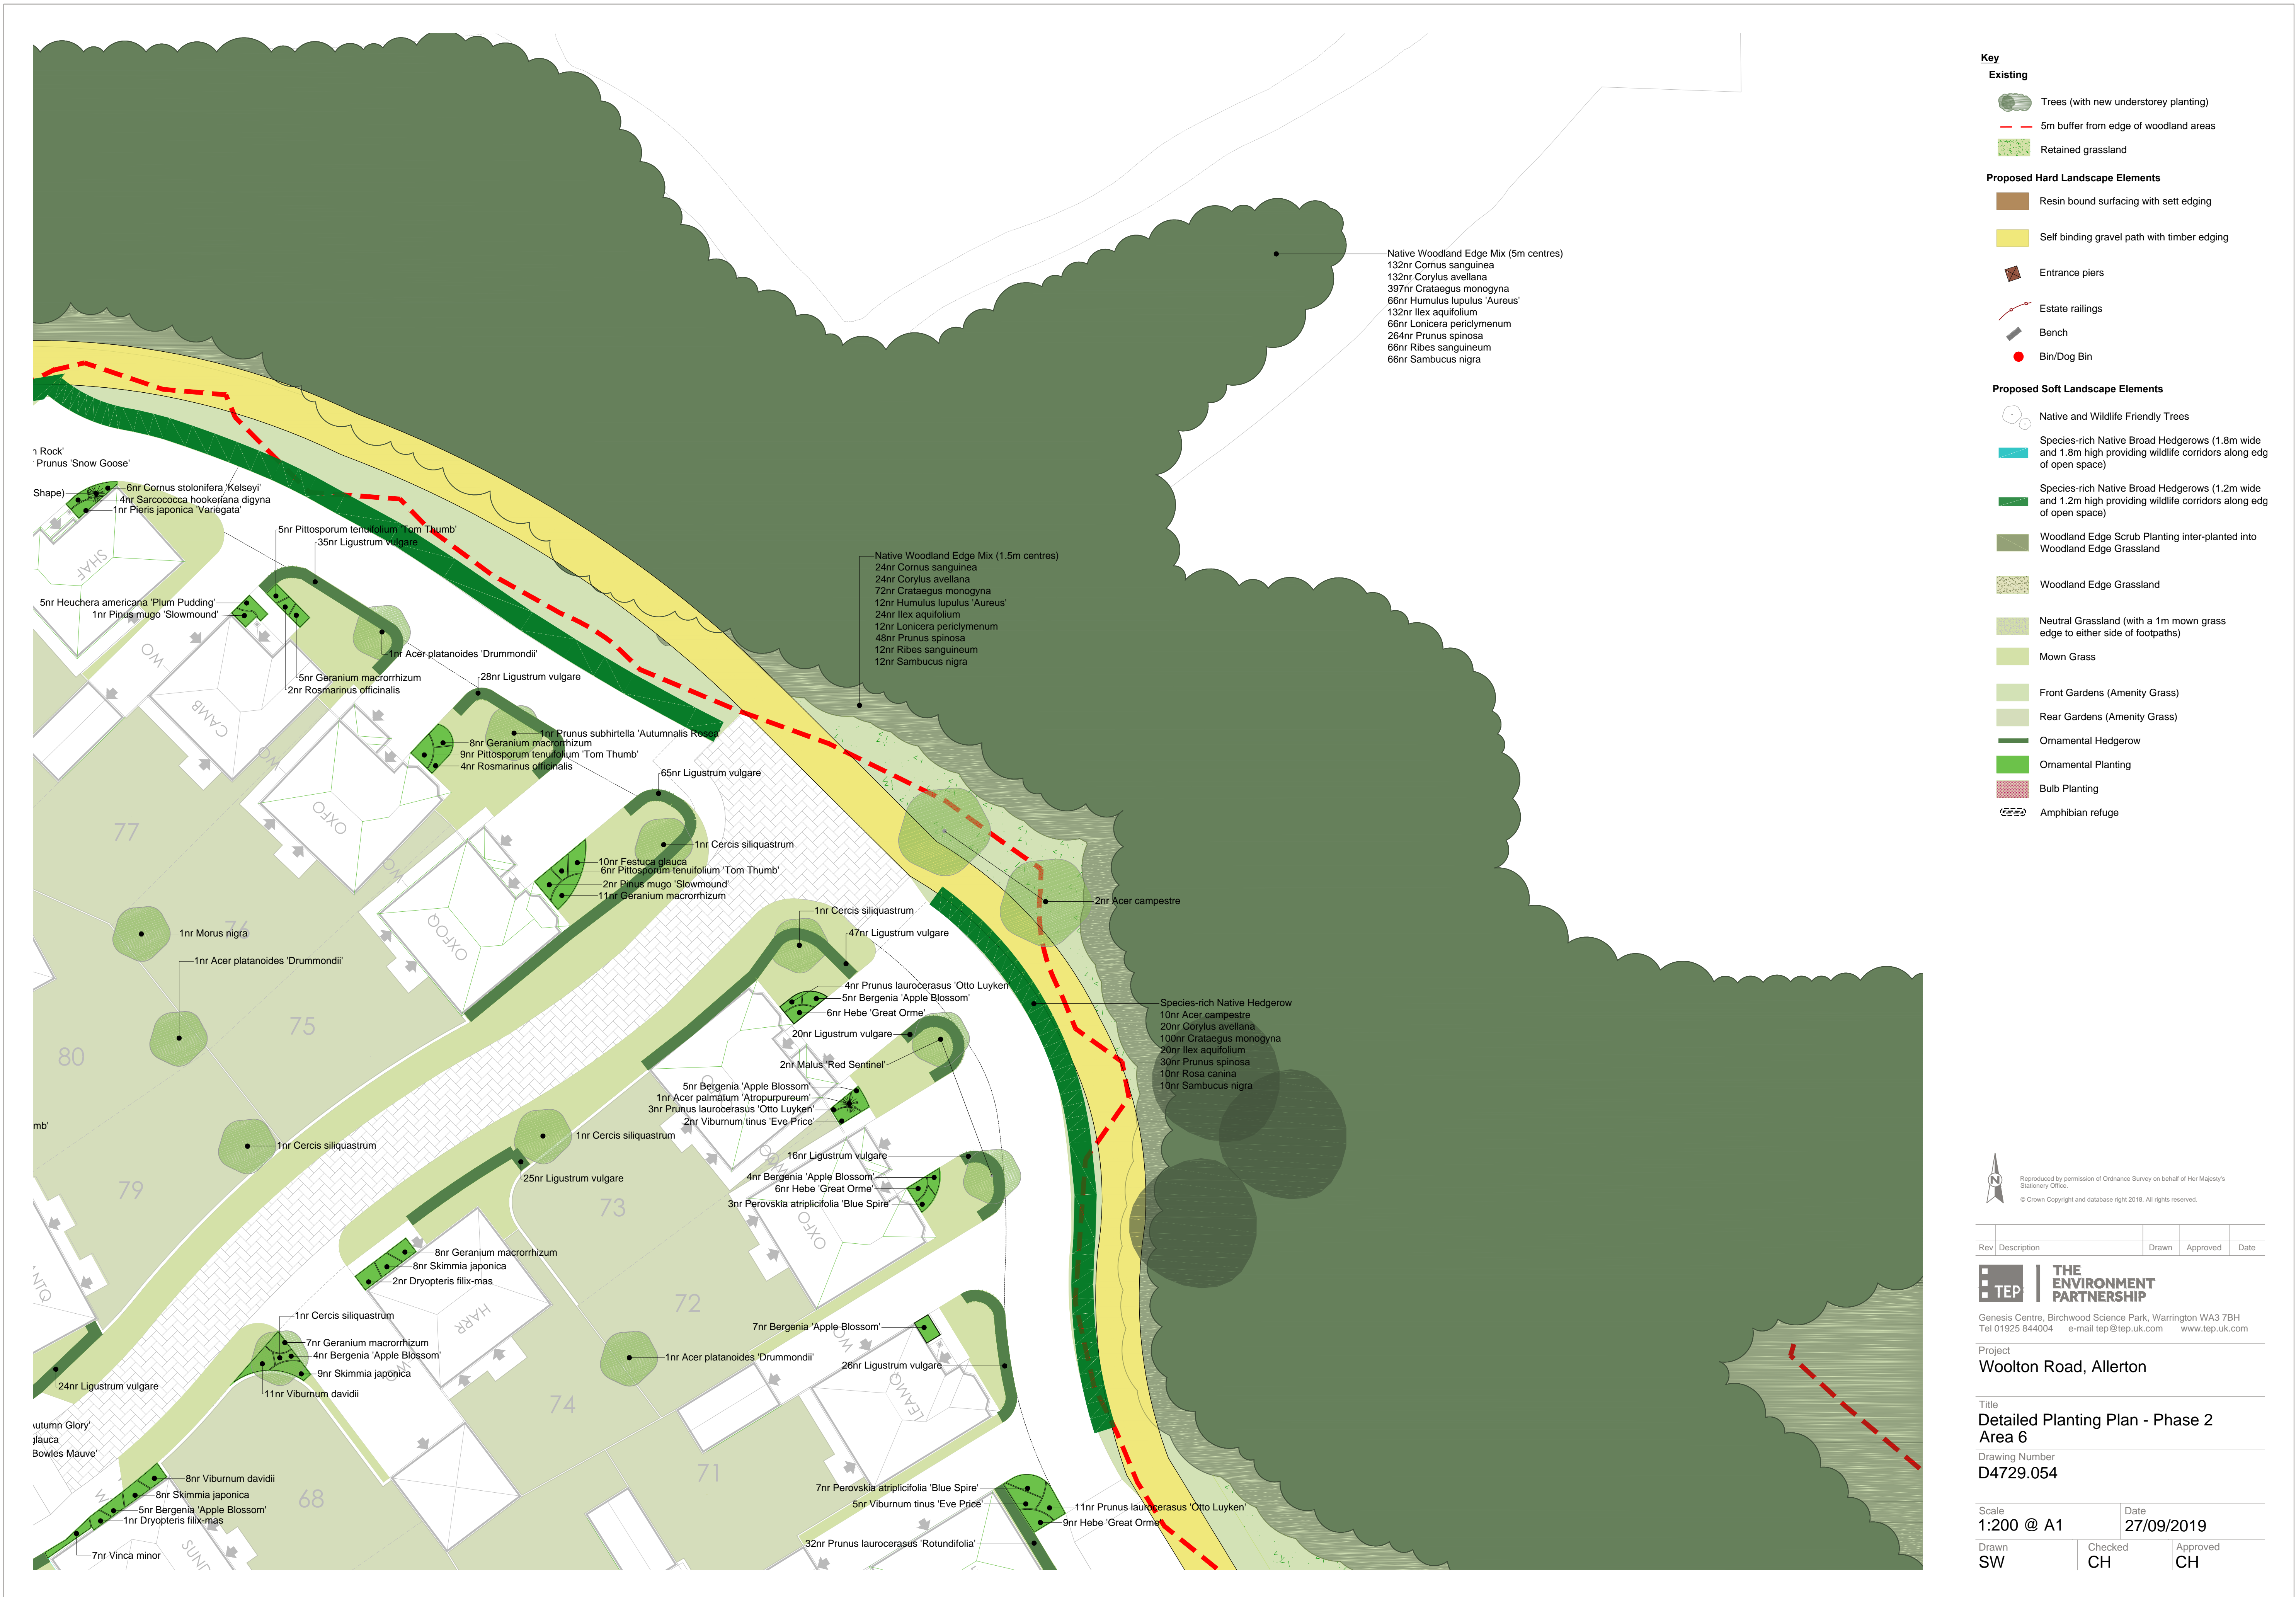 Native Woodland Edge Mix (5m centres)
132nr Cornus sanguinea
132nr Corylus avellana
397nr Crataegus monogyna
66nr Humulus lupulus 'Aureus'
132nr Ilex aquifolium
66nr Lonicera periclymenum
264nr Prunus spinosa
66nr Ribes sanguineum
66nr Sambucus nigra
h Rock'
Prunus 'Snow Goose'
Shape)
6nr Cornus stolonifera 'Kelseyi'
4nr Sarcococca hookeriana digyna
1nr Pieris japonica 'Variegata'
SHAF
5nr Pittosporum tenuifolium 'Tom Thumb'
35nr Ligustrum vulgare
5nr Heuchera americana 'Plum Pudding'
1nr Pinus mugo 'Slowmound'
1nr Acer platanoides 'Drummondii'
5nr Geranium macrorrhizum
2nr Rosmarinus officinalis
WO
CAMB
Native Woodland Edge Mix (1.5m centres)
24nr Cornus sanguinea
24nr Corylus avellana
72nr Crataegus monogyna
12nr Humulus lupulus 'Aureus'
24nr Ilex aquifolium
12nr Lonicera periclymenum
48nr Prunus spinosa
12nr Ribes sanguineum
12nr Sambucus nigra
28nr Ligustrum vulgare
1nr Prunus subhirtella 'Autumnalis Rosea'
8nr Geranium macrorrhizum
9nr Pittosporum tenuifolium 'Tom Thumb'
4nr Rosmarinus officinalis
WO
OXFO
65nr Ligustrum vulgare
1nr Cercis siliquastrum
10nr Festuca glauca
6nr Pittosporum tenuifolium 'Tom Thumb'
2nr Pinus mugo 'Slowmound'
11nr Geranium macrorrhizum
WO
OXFO
77
76
1nr Morus nigra
1nr Acer platanoides 'Drummondii'
75
80
79
2nr Acer campestre
1nr Cercis siliquastrum
47nr Ligustrum vulgare
4nr Prunus laurocerasus 'Otto Luyken'
5nr Bergenia 'Apple Blossom'
6nr Hebe 'Great Orme'
20nr Ligustrum vulgare
2nr Malus 'Red Sentinel'
Species-rich Native Hedgerow
10nr Acer campestre
20nr Corylus avellana
100nr Crataegus monogyna
20nr Ilex aquifolium
30nr Prunus spinosa
10nr Rosa canina
10nr Sambucus nigra
5nr Bergenia 'Apple Blossom'
1nr Acer palmatum 'Atropurpureum'
3nr Prunus laurocerasus 'Otto Luyken'
2nr Viburnum tinus 'Eve Price'
mb'
1nr Cercis siliquastrum
1nr Cercis siliquastrum
25nr Ligustrum vulgare
16nr Ligustrum vulgare
4nr Bergenia 'Apple Blossom'
6nr Hebe 'Great Orme'
3nr Perovskia atriplicifolia 'Blue Spire'
OXFO
73
72
8nr Geranium macrorrhizum
8nr Skimmia japonica
2nr Dryopteris filix-mas
HARR
1nr Cercis siliquastrum
7nr Geranium macrorrhizum
4nr Bergenia 'Apple Blossom'
9nr Skimmia japonica
11nr Viburnum davidii
24nr Ligustrum vulgare
1nr Acer platanoides 'Drummondii'
74
7nr Bergenia 'Apple Blossom'
26nr Ligustrum vulgare
WO
LEAMO
71
Autumn Glory'
glauca
Bowles Mauve'
8nr Viburnum davidii
8nr Skimmia japonica
5nr Bergenia 'Apple Blossom'
1nr Dryopteris filix-mas
7nr Vinca minor
68
SUND
7nr Perovskia atriplicifolia 'Blue Spire'
5nr Viburnum tinus 'Eve Price'
11nr Prunus laurocerasus 'Otto Luyken'
9nr Hebe 'Great Orme'
32nr Prunus laurocerasus 'Rotundifolia'
Key
Existing
Trees (with new understorey planting)
5m buffer from edge of woodland areas
Retained grassland
Proposed Hard Landscape Elements
Resin bound surfacing with sett edging
Self binding gravel path with timber edging
Entrance piers
Estate railings
Bench
Bin/Dog Bin
Proposed Soft Landscape Elements
Native and Wildlife Friendly Trees
Species-rich Native Broad Hedgerows (1.8m wide
and 1.8m high providing wildlife corridors along edg
of open space)
Species-rich Native Broad Hedgerows (1.2m wide
and 1.2m high providing wildlife corridors along edg
of open space)
Woodland Edge Scrub Planting inter-planted into
Woodland Edge Grassland
Woodland Edge Grassland
Neutral Grassland (with a 1m mown grass
edge to either side of footpaths)
Mown Grass
Front Gardens (Amenity Grass)
Rear Gardens (Amenity Grass)
Ornamental Hedgerow
Ornamental Planting
Bulb Planting
Amphibian refuge
N
Reproduced by permission of Ordnance Survey on behalf of Her Majesty's
Stationery Office.
© Crown Copyright and database right 2018. All rights reserved.
Rev Description Drawn Approved Date
TEP
THE
ENVIRONMENT
PARTNERSHIP
Genesis Centre, Birchwood Science Park, Warrington WA3 7BH
Tel 01925 844004 e-mail tep@tep.uk.com www.tep.uk.com
Project
Woolton Road, Allerton
Title
Detailed Planting Plan - Phase 2
Area 6
Drawing Number
D4729.054
Scale Date
1:200 @ A1 27/09/2019
Drawn Checked Approved
SW CH CH